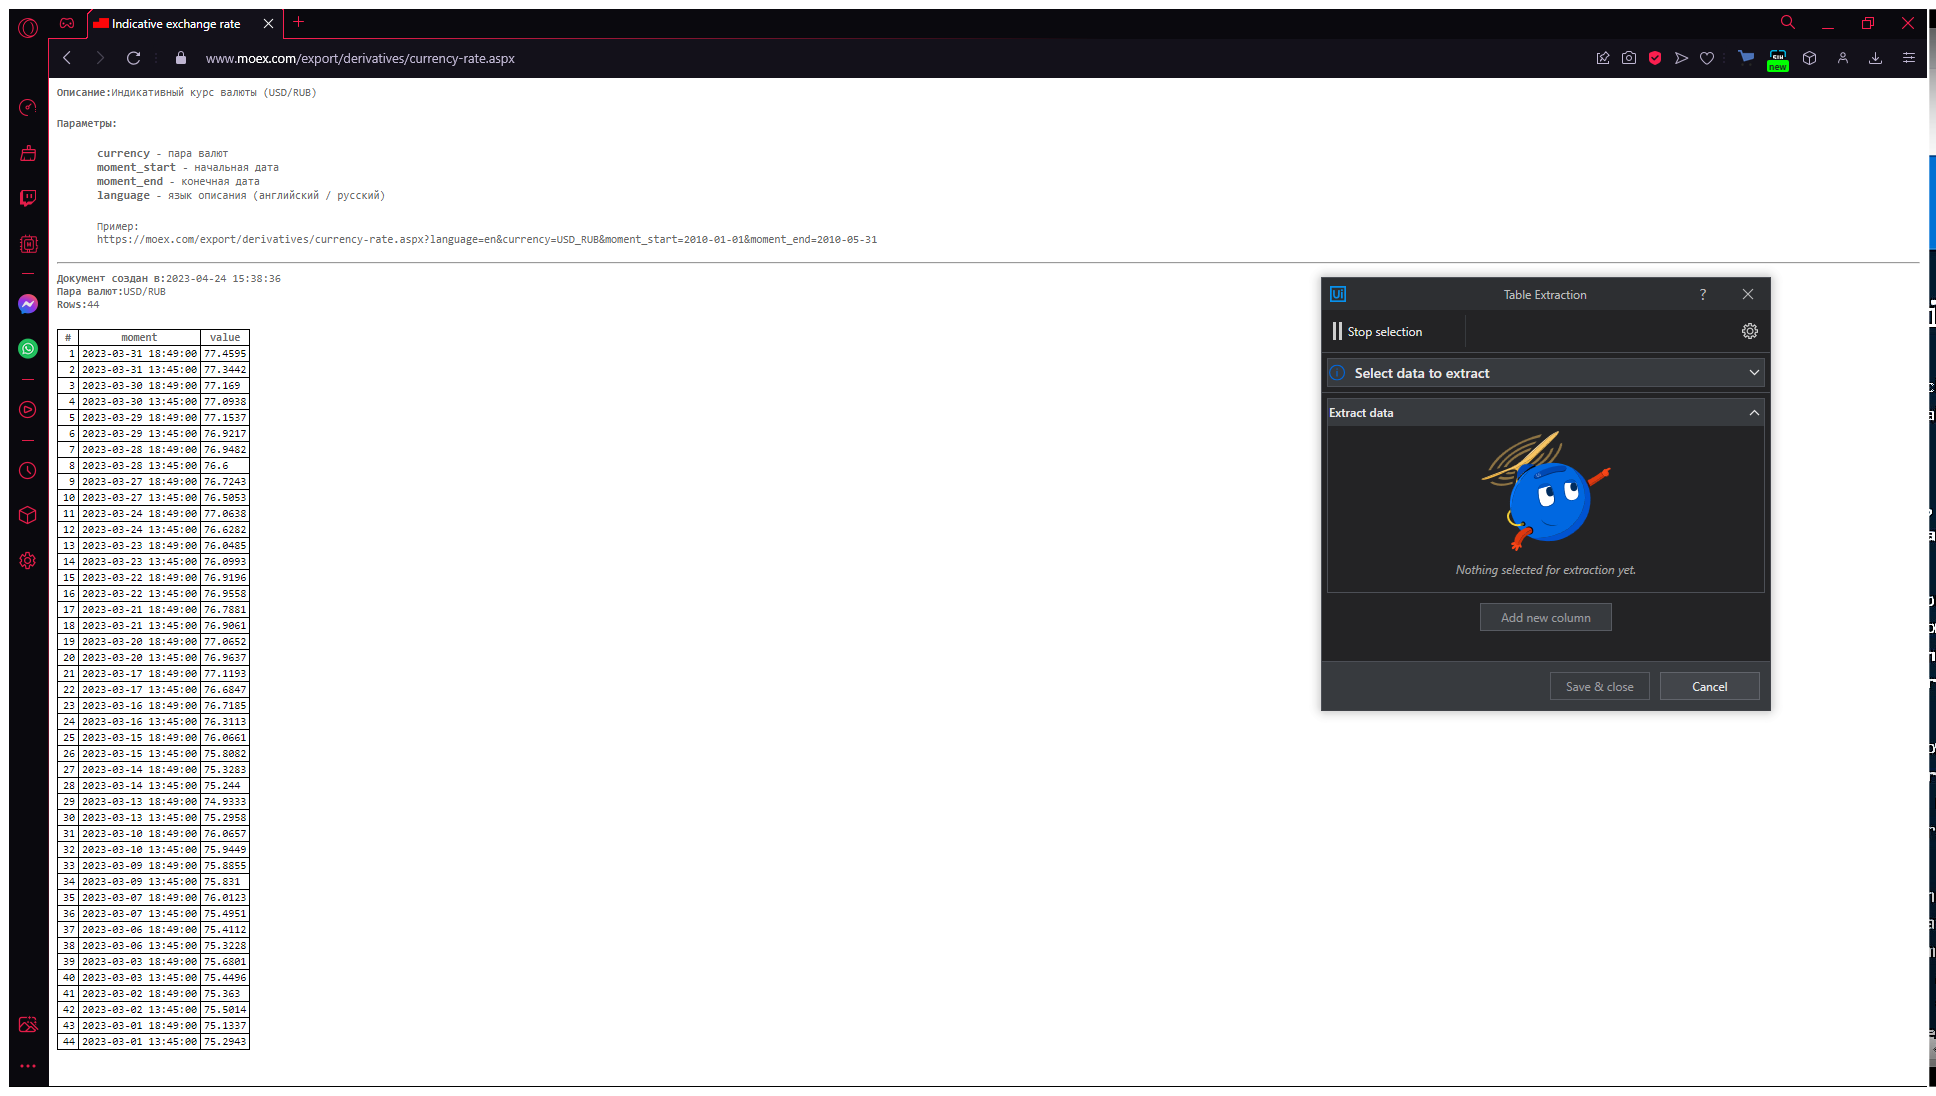 Indicative exchange rate
www.moex.com/export/derivatives/currency-rate.aspx
new
Описание:Индикативный курс валюты (USD/RUB)
Параметры:
currency - пара валют
moment_start - начальная дата
moment_end - конечная дата
language - язык описания (английский / русский)
Пример:
https://moex.com/export/derivatives/currency-rate.aspx?language=en&currency=USD_RUB&moment_start=2010-01-01&moment_end=2010-05-31
Документ создан в:2023-04-24 15:38:36
Пара валют:USD/RUB
Rows:44
# moment value
1 2023-03-31 18:49:00 77.4595
2 2023-03-31 13:45:00 77.3442
3 2023-03-30 18:49:00 77.169
4 2023-03-30 13:45:00 77.0938
5 2023-03-29 18:49:00 77.1537
6 2023-03-29 13:45:00 76.9217
7 2023-03-28 18:49:00 76.9482
8 2023-03-28 13:45:00 76.6
9 2023-03-27 18:49:00 76.7243
10 2023-03-27 13:45:00 76.5053
11 2023-03-24 18:49:00 77.0638
12 2023-03-24 13:45:00 76.6282
13 2023-03-23 18:49:00 76.0485
14 2023-03-23 13:45:00 76.0993
15 2023-03-22 18:49:00 76.9196
16 2023-03-22 13:45:00 76.9558
17 2023-03-21 18:49:00 76.7881
18 2023-03-21 13:45:00 76.9061
19 2023-03-20 18:49:00 77.0652
20 2023-03-20 13:45:00 76.9637
21 2023-03-17 18:49:00 77.1193
22 2023-03-17 13:45:00 76.6847
23 2023-03-16 18:49:00 76.7185
24 2023-03-16 13:45:00 76.3113
25 2023-03-15 18:49:00 76.0661
26 2023-03-15 13:45:00 75.8082
27 2023-03-14 18:49:00 75.3283
28 2023-03-14 13:45:00 75.244
29 2023-03-13 18:49:00 74.9333
30 2023-03-13 13:45:00 75.2958
31 2023-03-10 18:49:00 76.0657
32 2023-03-10 13:45:00 75.9449
33 2023-03-09 18:49:00 75.8855
34 2023-03-09 13:45:00 75.831
35 2023-03-07 18:49:00 76.0123
36 2023-03-07 13:45:00 75.4951
37 2023-03-06 18:49:00 75.4112
38 2023-03-06 13:45:00 75.3228
39 2023-03-03 18:49:00 75.6801
40 2023-03-03 13:45:00 75.4496
41 2023-03-02 18:49:00 75.363
42 2023-03-02 13:45:00 75.5014
43 2023-03-01 18:49:00 75.1337
44 2023-03-01 13:45:00 75.2943
Ui Table Extraction ?
Stop selection
Select data to extract
Extract data
Nothing selected for extraction yet.
Add new column
Save & close Cancel